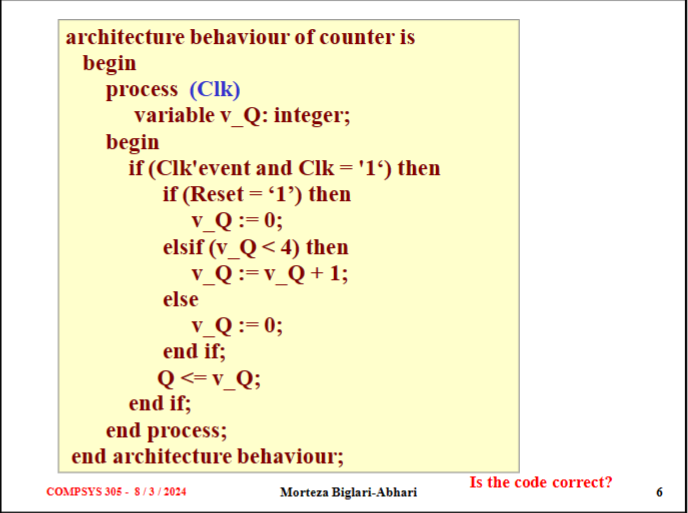 architecture behaviour of counter is
begin
process (Clk)
variable v_Q: integer;
begin
if (Clk'event and Clk = '1‘) then
if (Reset = ‘1’) then
v_Q := 0;
elsif (v_Q < 4) then
v_Q := v_Q + 1;
else
v_Q := 0;
end if;
Q <= v_Q;
end if;
end process;
end architecture behaviour;
Is the code correct?
COMPSYS 305 - 8 / 3 / 2024 Morteza Biglari-Abhari 6